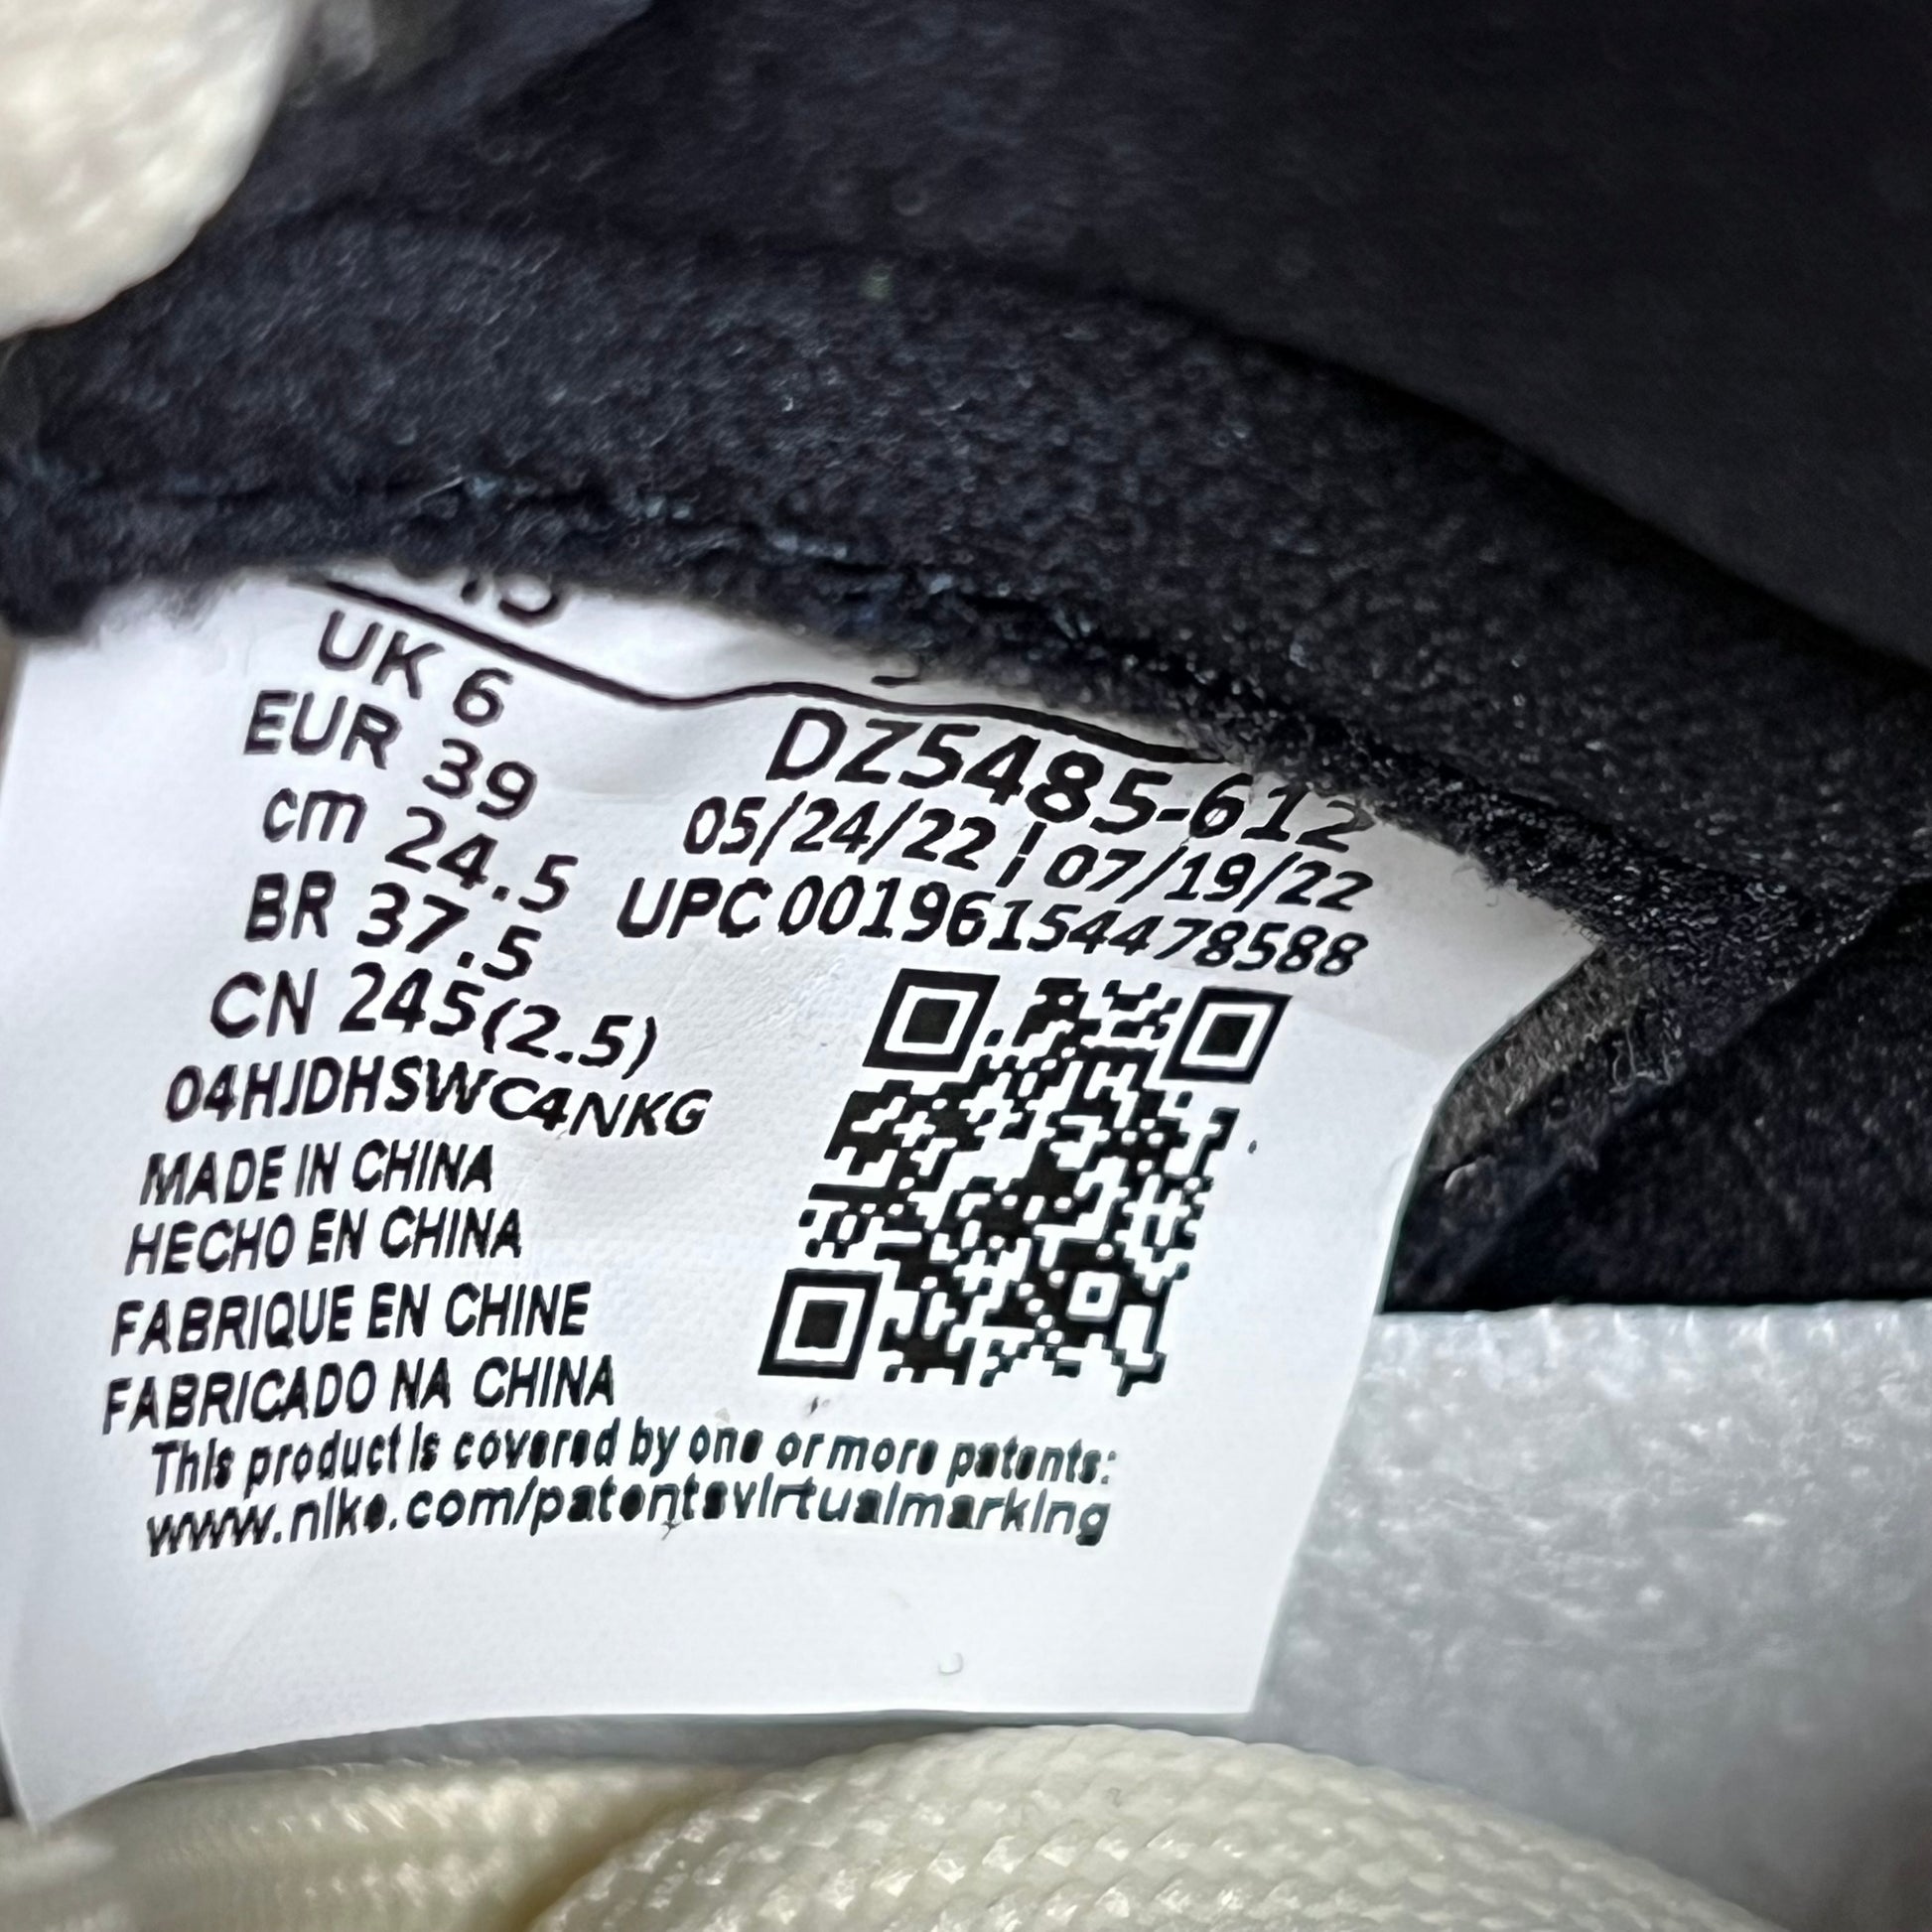 UK 6
EUR 39
cm 24.5
BR 37.5
CN 245(2.5)
DZ5485-612
05/24/22 | 07/19/22
UPC 00196154478588
04HJDHSWC4NKG
MADE IN CHINA
HECHO EN CHINA
FABRIQUE EN CHINE
FABRICADO NA CHINA
This product is covered by one or more patents:
www.nike.com/patentsvirtualmarking